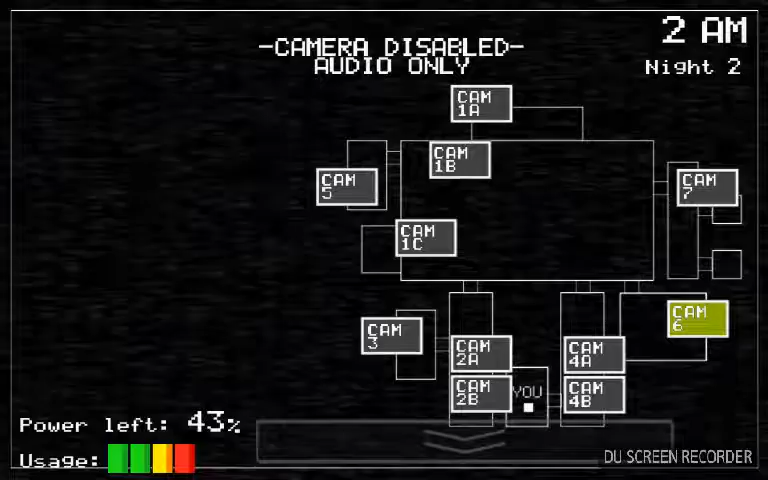 2 AM
-CAMERA DISABLED-
AUDIO ONLY
Night 2
CAM
1A
CAM
1B
CAM
5
CAM
7
CAM
1C
CAM
6
CAM
3
CAM
2A
CAM
4A
CAM
2B
YOU
CAM
4B
Power left: 43%
Usage:
DU SCREEN RECORDER